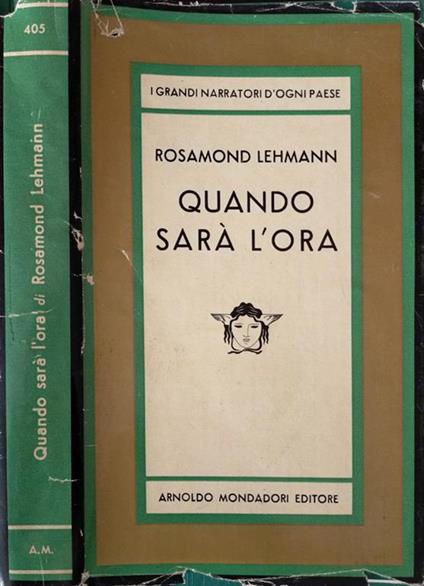 405
Quando sarà l'ora di Rosamond Lehmann
A.M.
I GRANDI NARRATORI D'OGNI PAESE
ROSAMOND LEHMANN
QUANDO
SARÀ L'ORA
ARNOLDO MONDADORI EDITORE